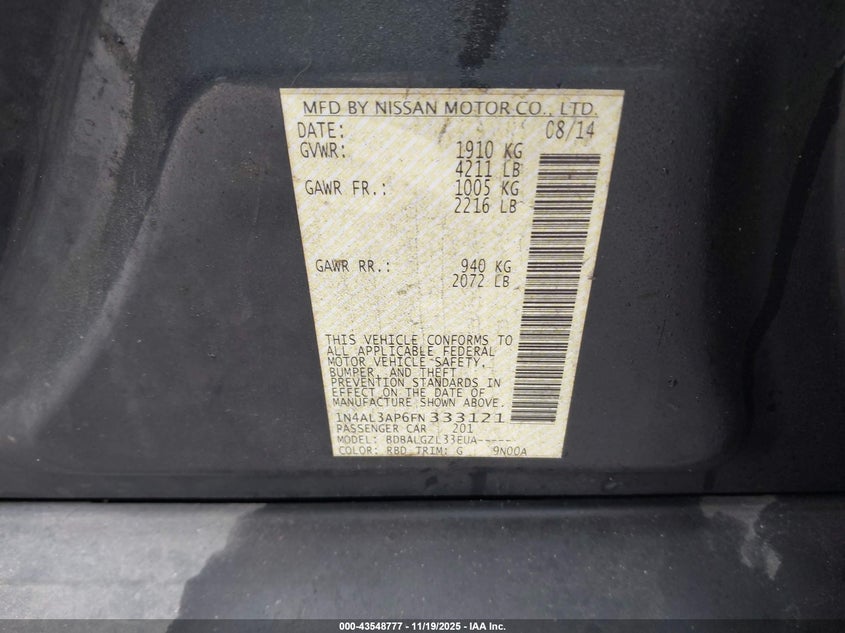 MFD BY NISSAN MOTOR CO., LTD.
DATE: 08/14
GVWR: 1910 KG
4211 LB
GAWR FR.: 1005 KG
2216 LB
GAWR RR.: 940 KG
2072 LB
THIS VEHICLE CONFORMS TO
ALL APPLICABLE FEDERAL
MOTOR VEHICLE SAFETY,
BUMPER, AND THEFT
PREVENTION STANDARDS IN
EFFECT ON THE DATE OF
MANUFACTURE SHOWN ABOVE.
1N4AL3AP6FN333121
PASSENGER CAR 201
MODEL: BDBALGZL33EUA-----
COLOR: RBD TRIM: G 9N00A
000-43548777 - 11/19/2025 - IAA Inc.